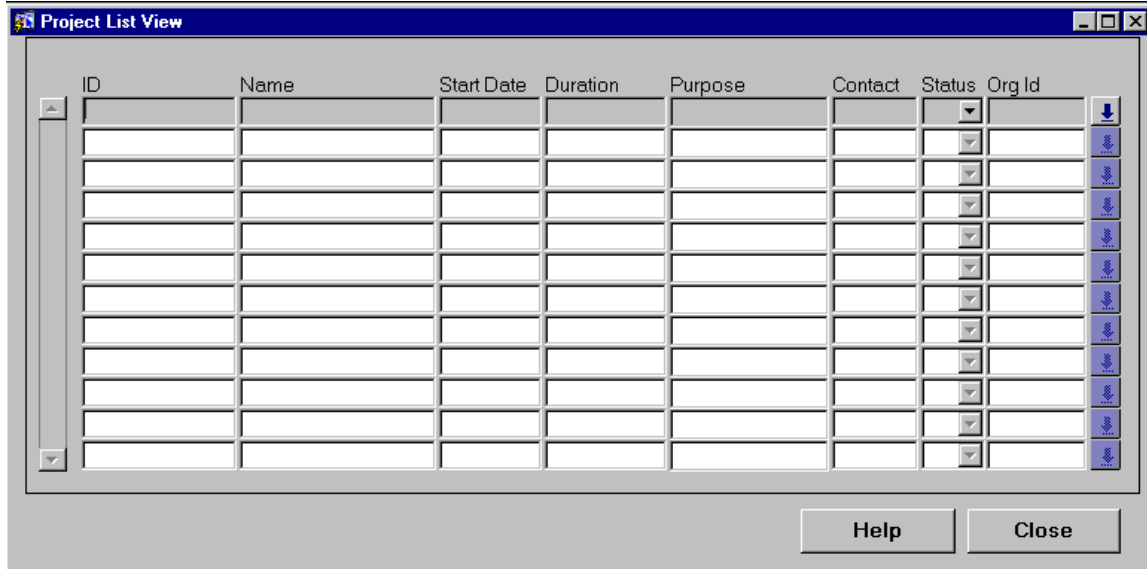 Project List View
ID Name Start Date Duration Purpose Contact Status Org Id
Help Close